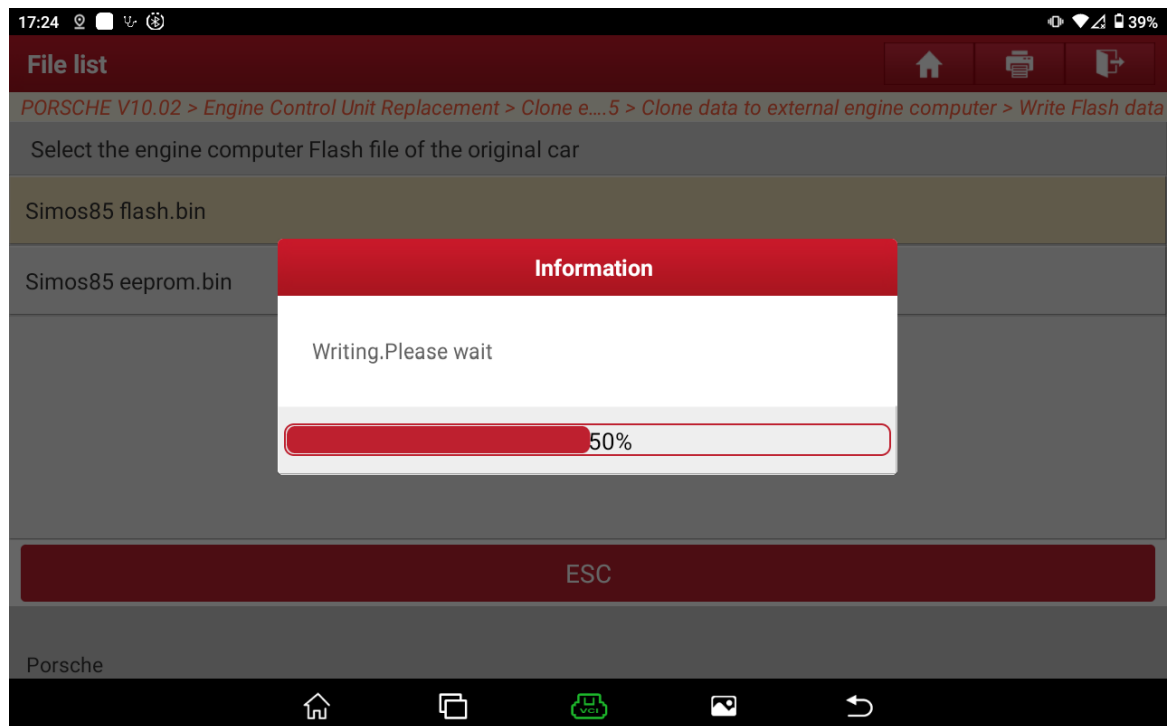 17:24
39%
File list
PORSCHE V10.02 > Engine Control Unit Replacement > Clone e....5 > Clone data to external engine computer > Write Flash data
Select the engine computer Flash file of the original car
Simos85 flash.bin
Simos85 eeprom.bin
Information
Writing.Please wait
50%
ESC
Porsche
VCI